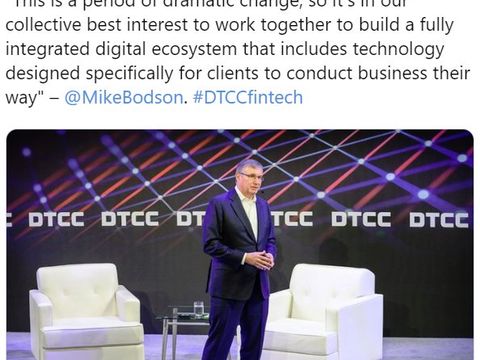 "This is a period of dramatic change, so it's in our
collective best interest to work together to build a fully
integrated digital ecosystem that includes technology
designed specifically for clients to conduct business their
way" – @MikeBodson. #DTCCfintech
DTCC DTCC DTCC DTCC DTCC DTCC